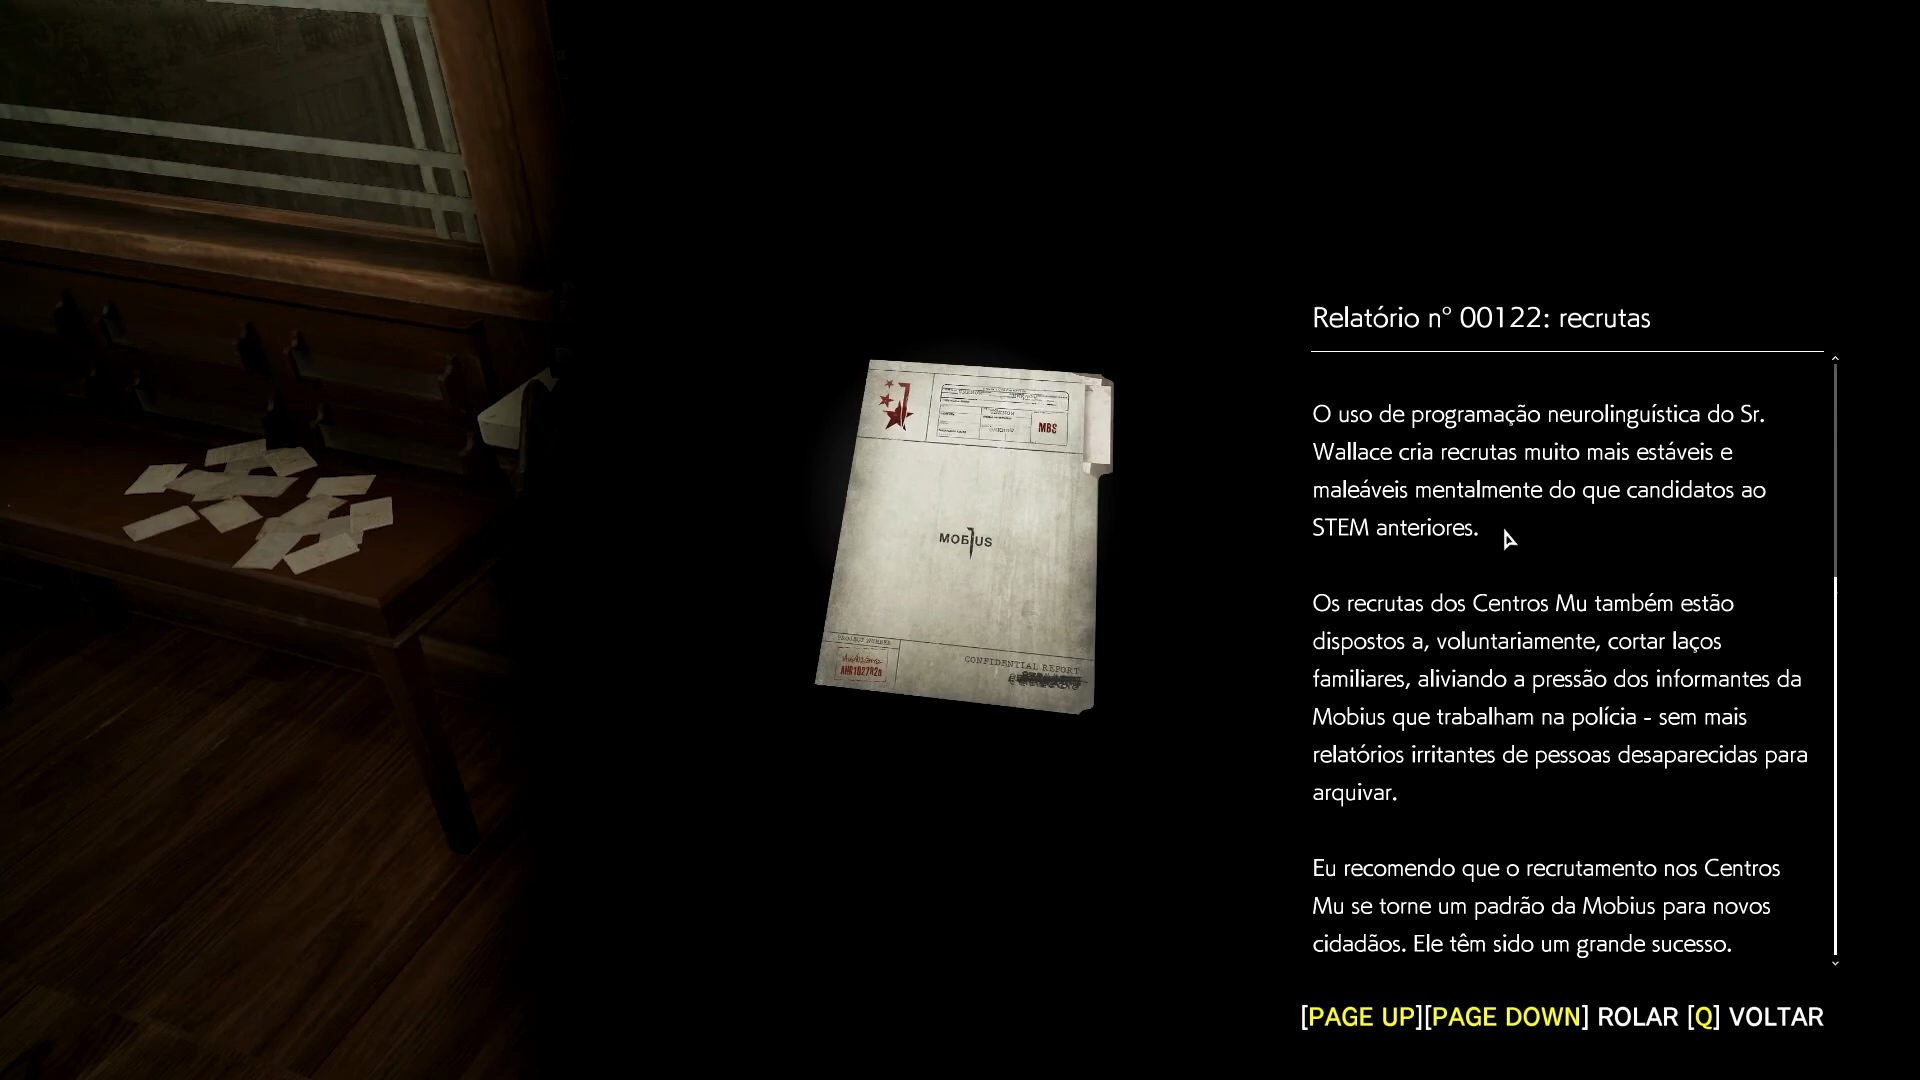 Relatório nº 00122: recrutas
O uso de programação neurolinguística do Sr.
Wallace cria recrutas muito mais estáveis e
maleáveis mentalmente do que candidatos ao
STEM anteriores.
Os recrutas dos Centros Mu também estão
dispostos a, voluntariamente, cortar laços
familiares, aliviando a pressão dos informantes da
Mobius que trabalham na polícia - sem mais
relatórios irritantes de pessoas desaparecidas para
arquivar.
Eu recomendo que o recrutamento nos Centros
Mu se torne um padrão da Mobius para novos
cidadãos. Ele têm sido um grande sucesso.
[PAGE UP][PAGE DOWN] ROLAR [Q] VOLTAR
MBS
MOBIUS
PROJECT NUMBER
CONFIDENTIAL REPORT